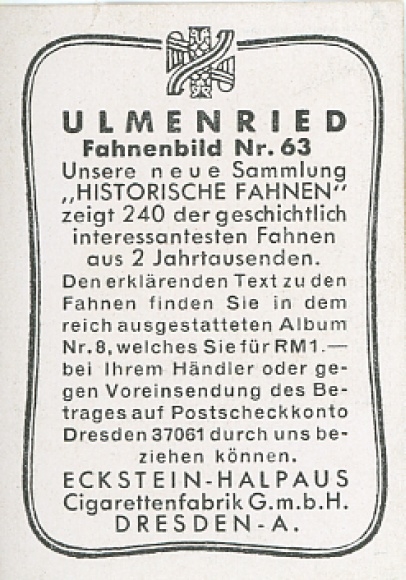 ULMENRIED
Fahnenbild Nr. 63
Unsere neue Sammlung
„HISTORISCHE FAHNEN"
zeigt 240 der geschichtlich
interessantesten Fahnen
aus 2 Jahrtausenden.
Den erklärenden Text zu den
Fahnen finden Sie in dem
reich ausgestatteten Album
Nr. 8, welches Sie für RM 1.—
bei Ihrem Händler oder ge-
gen Voreinsendung des Be-
trages auf Postscheckkonto
Dresden 37061 durch uns be-
ziehen können.
ECKSTEIN-HALPAUS
Cigarettenfabrik G.m.b.H.
DRESDEN-A.